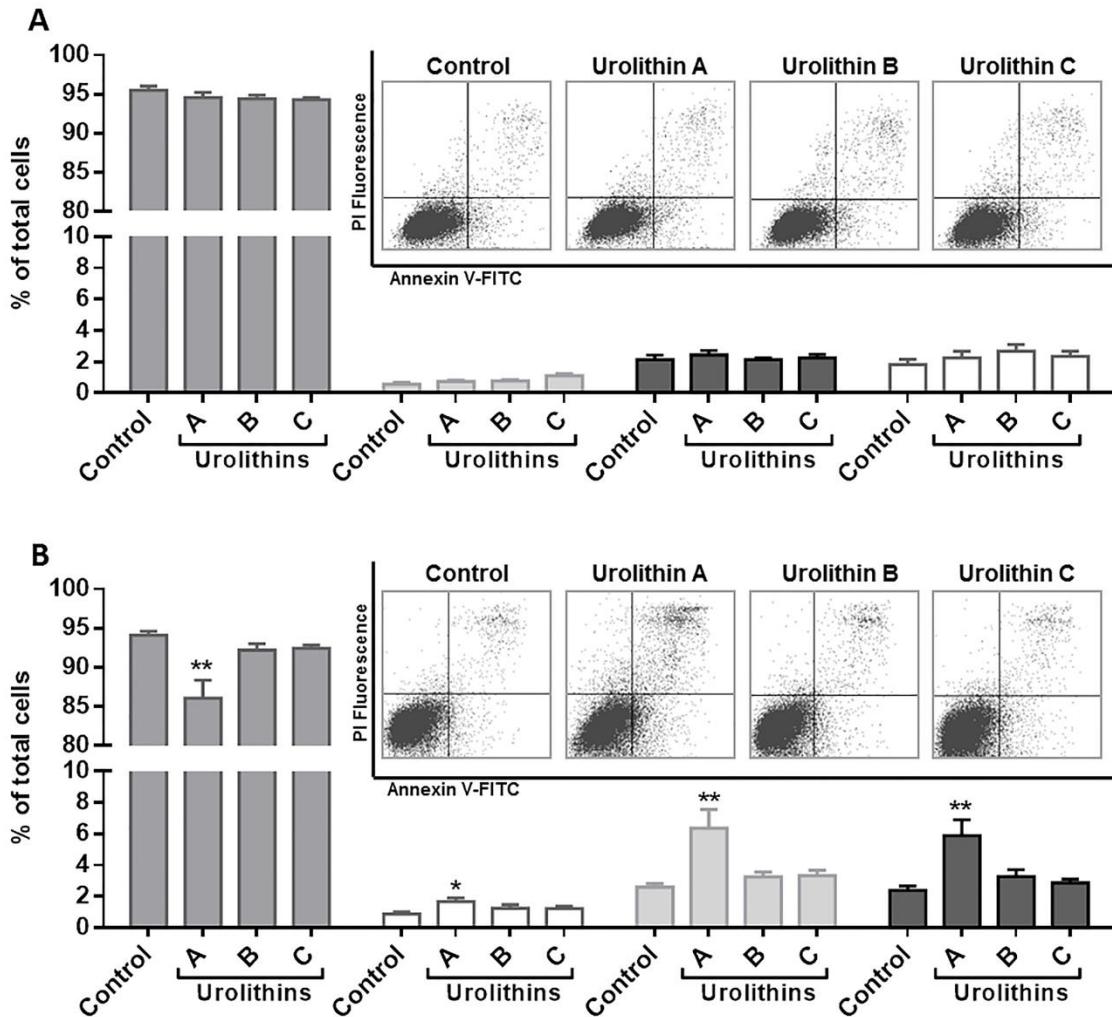 A
% of total cells
100
95
90
85
80
10
8
6
4
2
0
Control Urolithin A Urolithin B Urolithin C
PI Fluorescence
Annexin V-FITC
Control A B C Control A B C Control A B C Control A B C
Urolithins Urolithins Urolithins Urolithins
B
% of total cells
100
95
90
85
80
10
8
6
4
2
0
**
Control Urolithin A Urolithin B Urolithin C
PI Fluorescence
Annexin V-FITC
* ** **
Control A B C Control A B C Control A B C Control A B C
Urolithins Urolithins Urolithins Urolithins